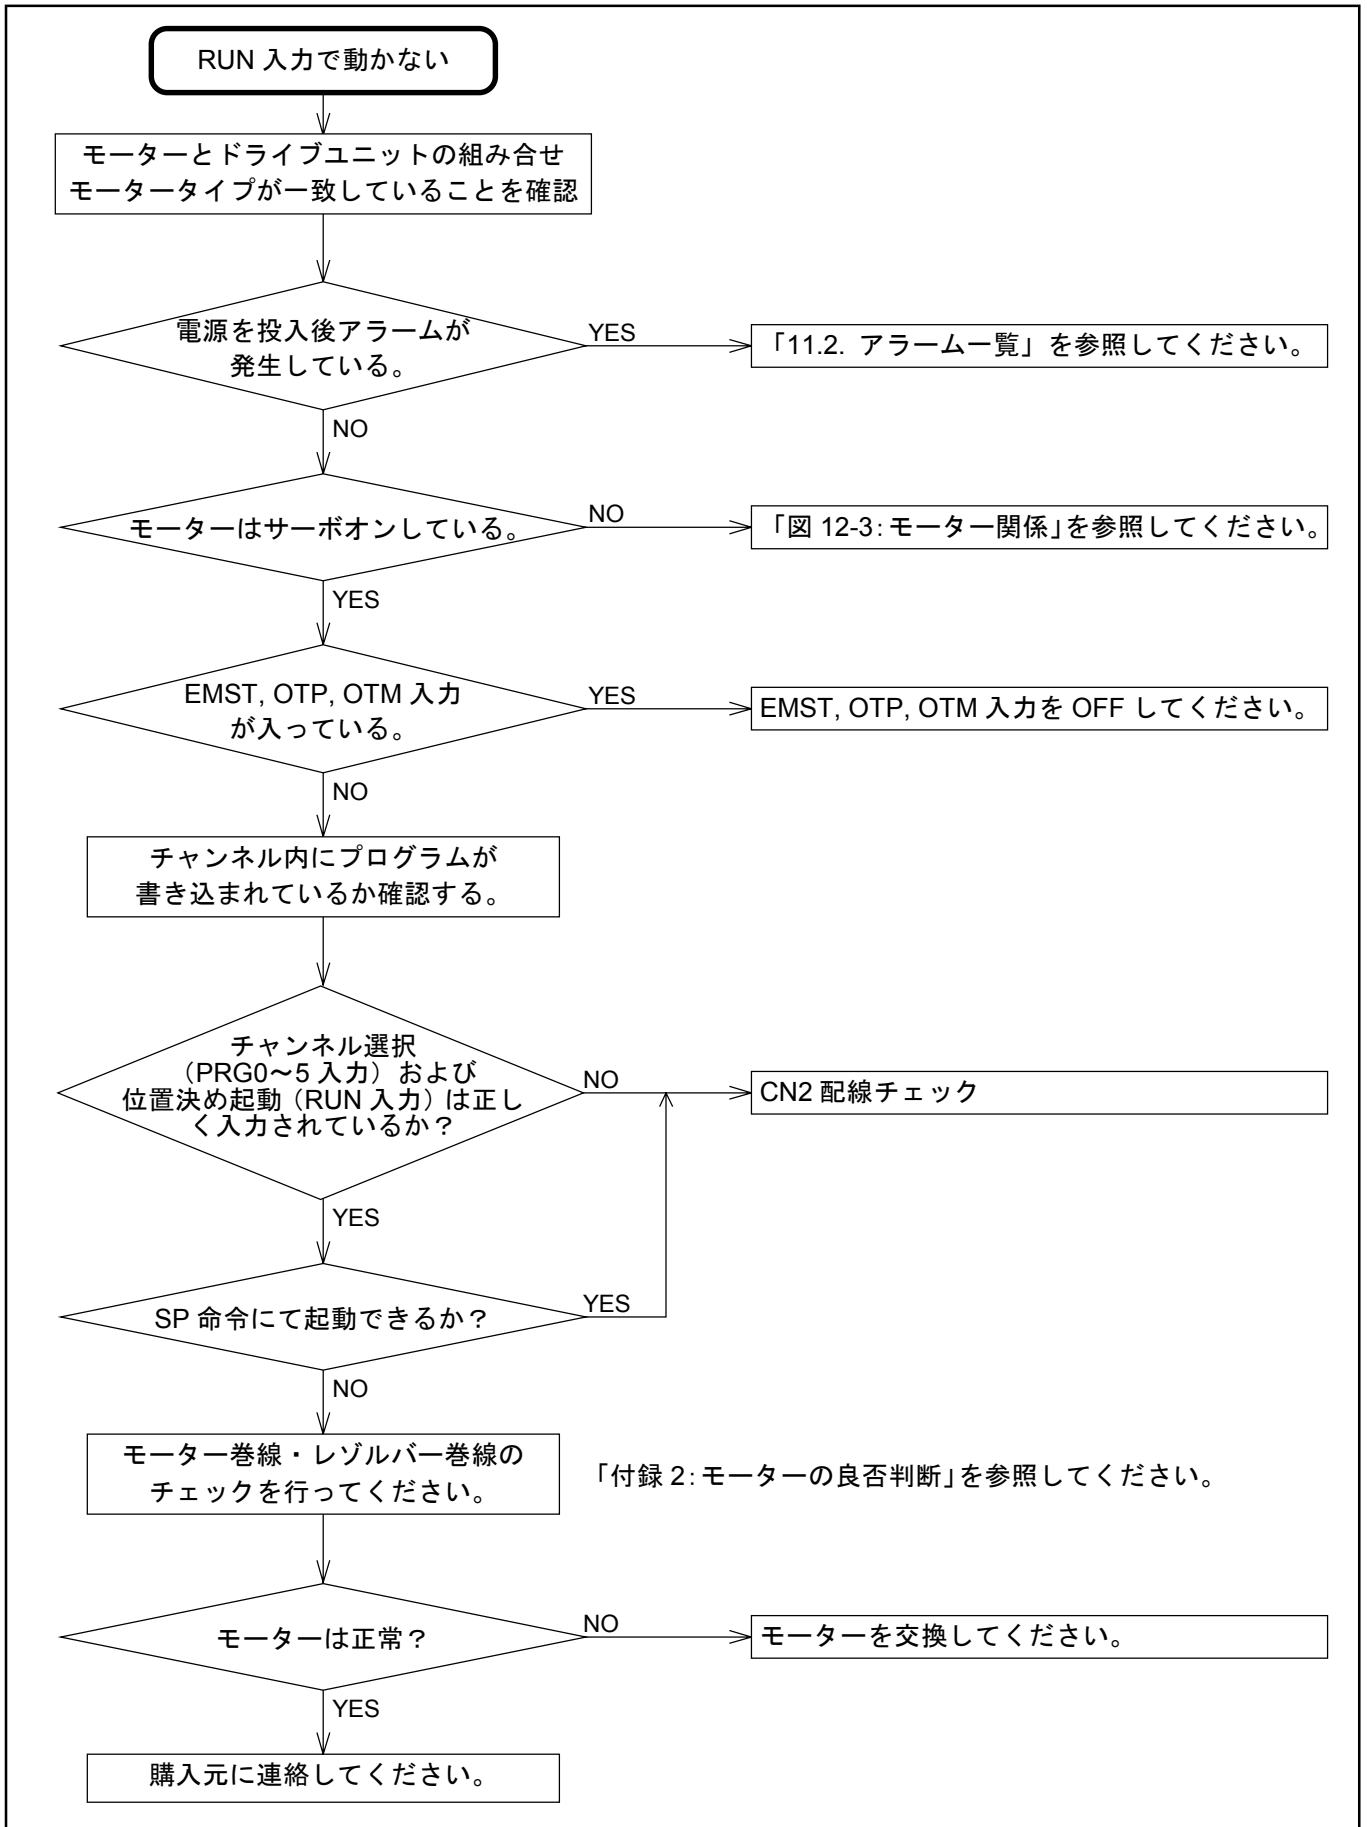 RUN 入力で動かない
モーターとドライブユニットの組み合せ
モータータイプが一致していることを確認
電源を投入後アラームが
発生している。
YES
「11.2. アラーム一覧」を参照してください。
NO
モーターはサーボオンしている。
NO
「図 12-3: モーター関係」を参照してください。
YES
EMST, OTP, OTM 入力
が入っている。
YES
EMST, OTP, OTM 入力を OFF してください。
NO
チャンネル内にプログラムが
書き込まれているか確認する。
チャンネル選択
（PRG0～5 入力）および
位置決め起動（RUN 入力）は正し
く入力されているか？
NO
CN2 配線チェック
YES
SP 命令にて起動できるか？
YES
NO
モーター巻線・レゾルバー巻線の
チェックを行ってください。
「付録 2: モーターの良否判断」を参照してください。
モーターは正常？
NO
モーターを交換してください。
YES
購入元に連絡してください。